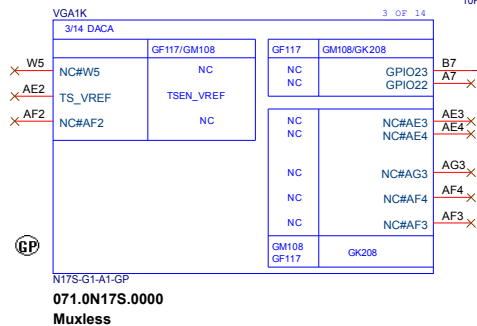 10F
VGA1K 3 OF 14
3/14 DACA
GF117/GM108 GF117 GM108/GK208
W5 NC#W5 NC NC GPIO23 B7
NC GPIO22 A7
AE2 TS_VREF TSEN_VREF
AF2 NC#AF2 NC NC NC#AE3 AE3
NC NC#AE4 AE4
NC NC#AG3 AG3
NC NC#AF4 AF4
NC NC#AF3 AF3
GP
GM108
GF117 GK208
N17S-G1-A1-GP
071.0N17S.0000
Muxless